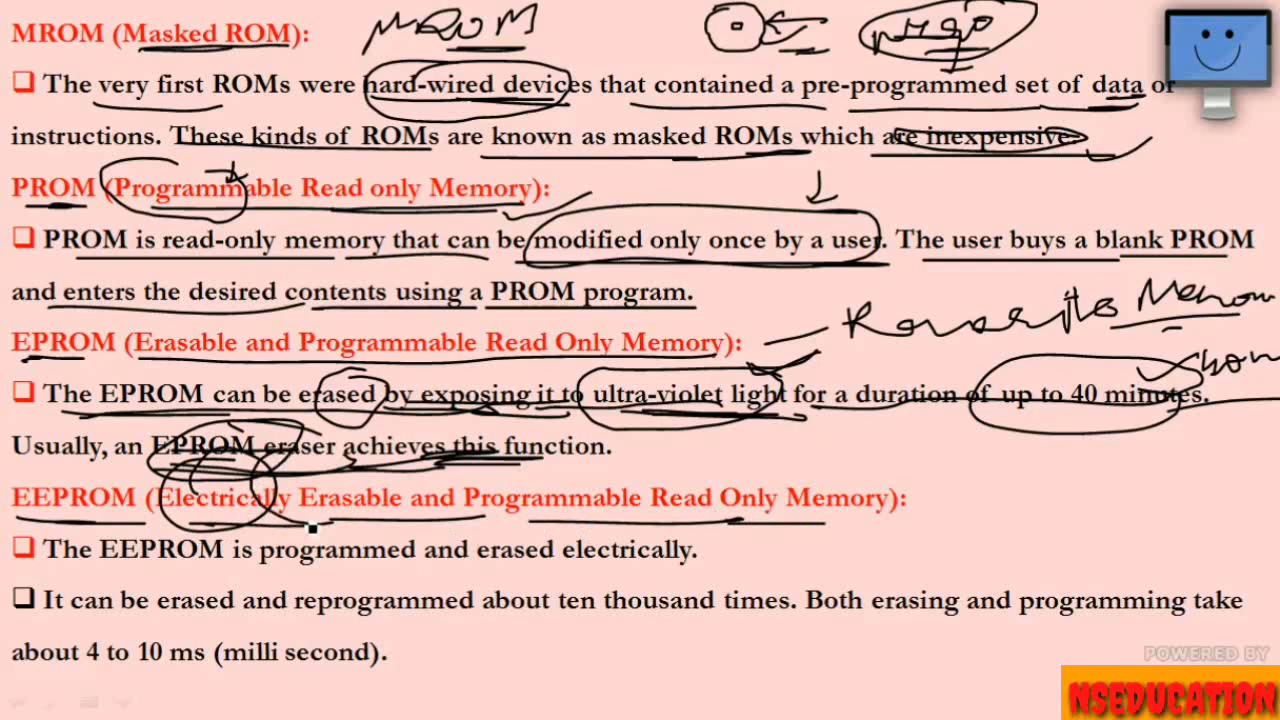 MROM (Masked ROM):
MROM
❑ The very first ROMs were hard-wired devices that contained a pre-programmed set of data or
instructions. These kinds of ROMs are known as masked ROMs which are inexpensive.
PROM (Programmable Read only Memory):
❑ PROM is read-only memory that can be modified only once by a user. The user buys a blank PROM
and enters the desired contents using a PROM program.
EPROM (Erasable and Programmable Read Only Memory):
❑ The EPROM can be erased by exposing it to ultra-violet light for a duration of up to 40 minutes.
Usually, an EPROM eraser achieves this function.
EEPROM (Electrically Erasable and Programmable Read Only Memory):
❑ The EEPROM is programmed and erased electrically.
❑ It can be erased and reprogrammed about ten thousand times. Both erasing and programming take
about 4 to 10 ms (milli second).
POWERED BY
NSEDUCATION